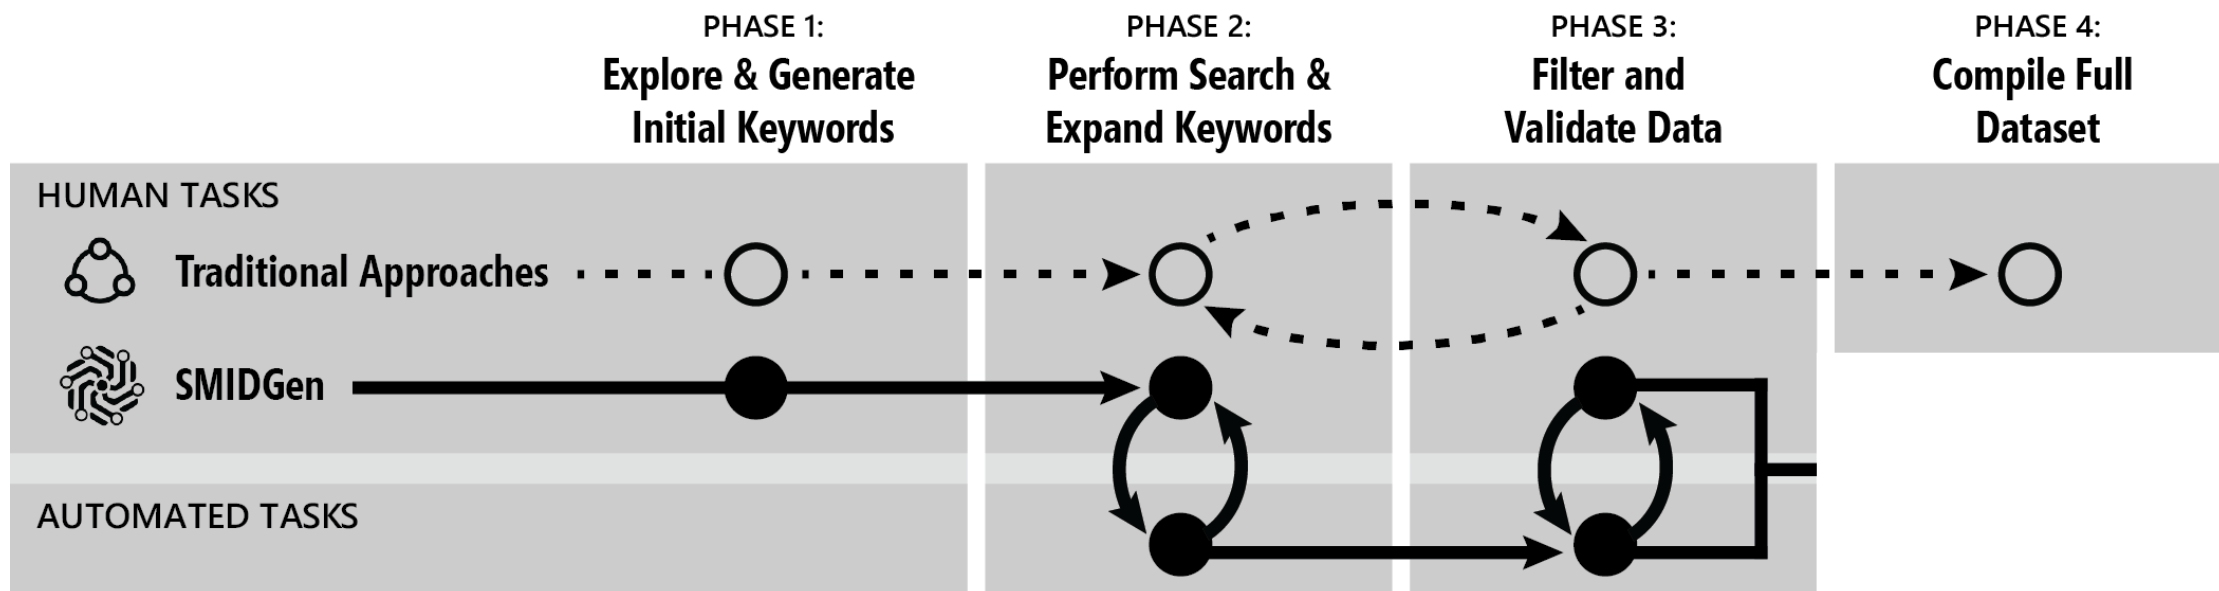 PHASE 1:
Explore & Generate
Initial Keywords
PHASE 2:
Perform Search &
Expand Keywords
PHASE 3:
Filter and
Validate Data
PHASE 4:
Compile Full
Dataset
HUMAN TASKS
Traditional Approaches
SMIDGen
AUTOMATED TASKS